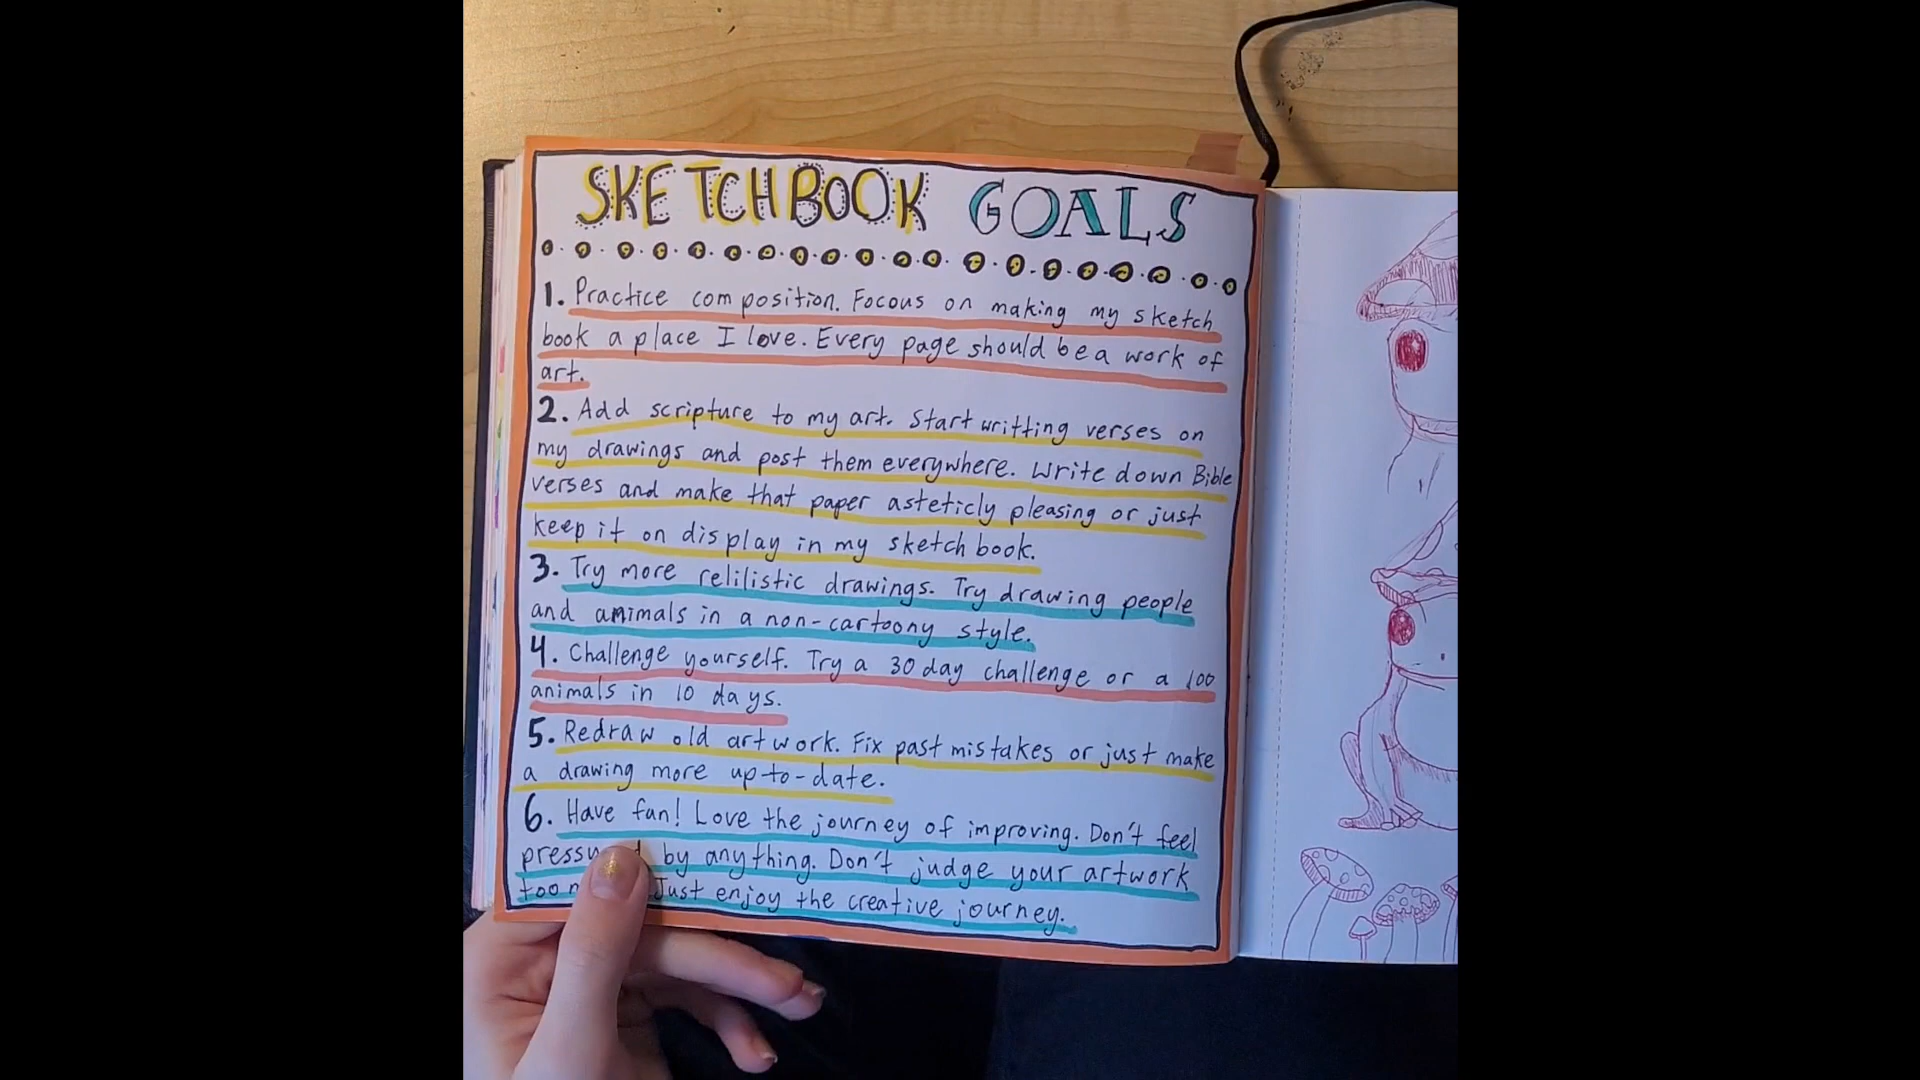 SKETCHBOOK GOALS
1. Practice composition. Focous on making my sketch
book a place I love. Every page should be a work of
art.
2. Add scripture to my art. Start writting verses on
my drawings and post them everywhere. Write down Bible
verses and make that paper asteticly pleasing or just
keep it on display in my sketch book.
3. Try more relilistic drawings. Try drawing people
and animals in a non-cartoony style.
4. Challenge yourself. Try a 30 day challenge or a 100
animals in 10 days.
5. Redraw old artwork. Fix past mistakes or just make
a drawing more up-to-date.
6. Have fun! Love the journey of improving. Don't feel
by anything. Don't judge your artwork
too Just enjoy the creative journey.